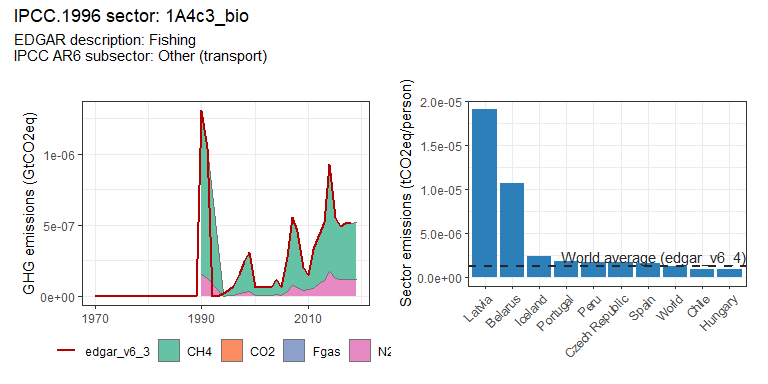 IPCC.1996 sector: 1A4c3_bio
EDGAR description: Fishing
IPCC AR6 subsector: Other (transport)
GHG emissions (GtCO2eq)
1e-06
5e-07
0e+00
1970
1990
2010
edgar_v6_3
CH4
CO2
Fgas
N2
Sector emissions (tCO2eq/person)
2.0e-05
1.5e-05
1.0e-05
5.0e-06
0.0e+00
World average (edgar_v6_4)
Latvia
Belarus
Iceland
Portugal
Peru
Czech Republic
Spain
World
Chile
Hungary